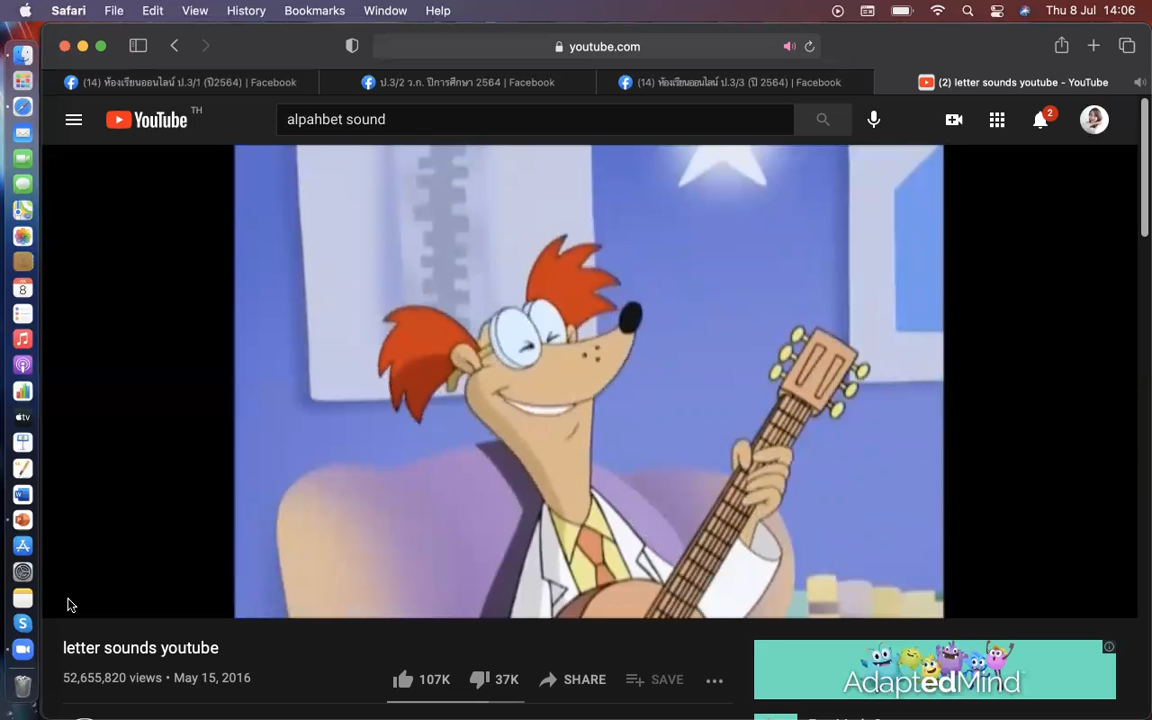 Safari File Edit View History Bookmarks Window Help Thu 8 Jul 14:06
youtube.com
(14) ห้องเรียนออนไลน์ ป.3/1 (ปี2564) | Facebook
ป.3/2 ว.ก. ปีการศึกษา 2564 | Facebook
(14) ห้องเรียนออนไลน์ ป.3/3 (ปี 2564) | Facebook
(2) letter sounds youtube - YouTube
YouTube TH
alpahbet sound
2
8
tv
letter sounds youtube
52,655,820 views • May 15, 2016
107K 37K SHARE SAVE
AdaptedMind